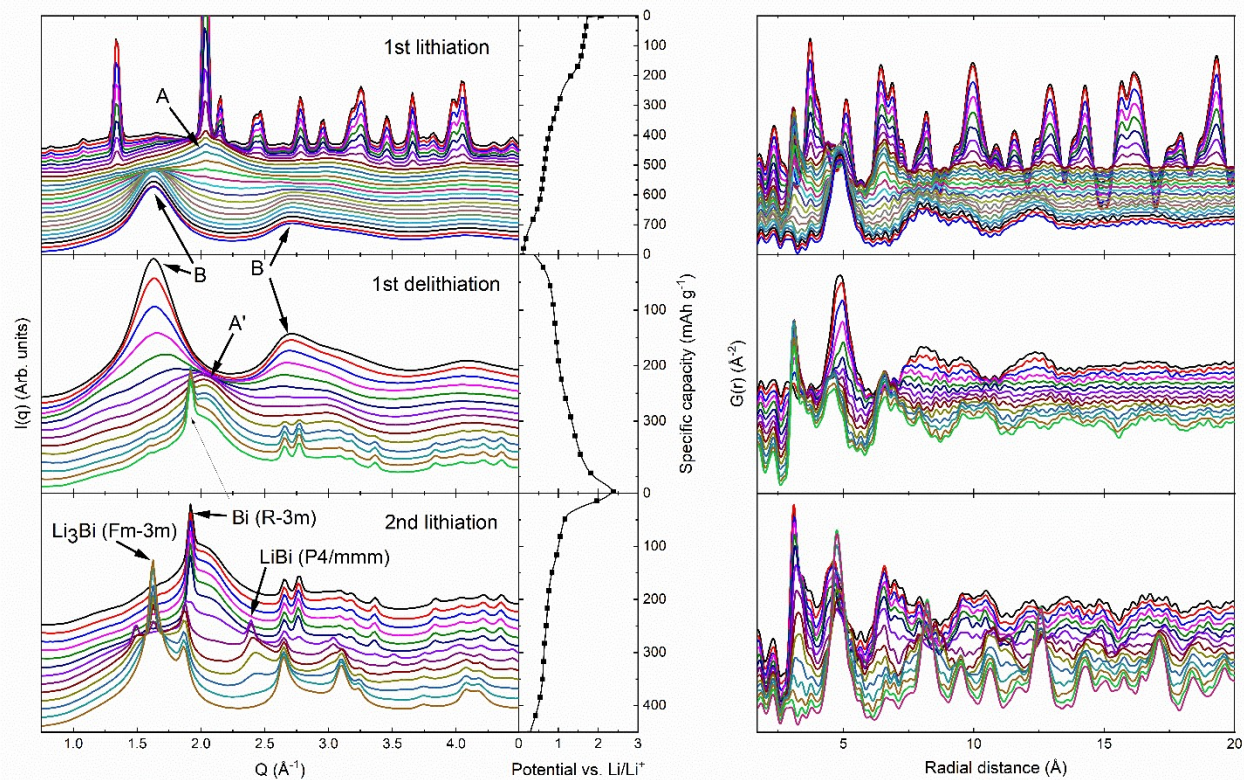 1st lithiation
A
B
B
0
100
200
300
400
500
600
700
0
1st delithiation
B
B
A'
100
200
300
0
2nd lithiation
Li₃Bi (Fm-3m)
Bi (R-3m)
LiBi (P4/mmm)
100
200
300
400
I(q) (Arb. units)
1.0 1.5 2.0 2.5 3.0 3.5 4.0
Q (Å⁻¹)
0 1 2 3
Potential vs. Li/Li⁺
Specific capacity (mAh g⁻¹)
G(r) (Å⁻²)
5 10 15 20
Radial distance (Å)